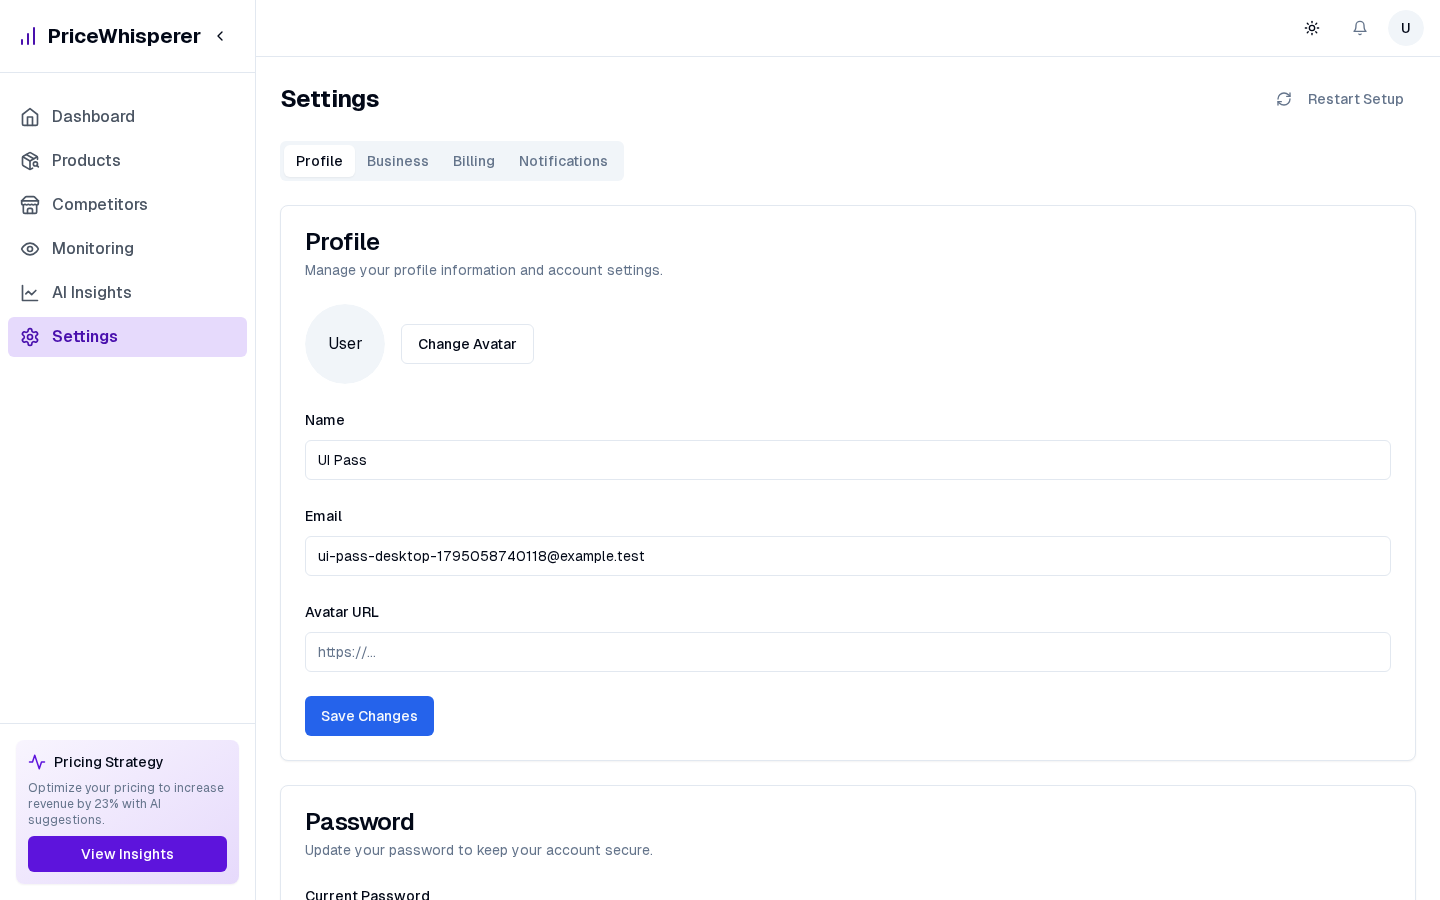 PriceWhisperer
U
Dashboard
Products
Competitors
Monitoring
AI Insights
Settings
Pricing Strategy
Optimize your pricing to increase
revenue by 23% with AI
suggestions.
View Insights
Settings
Restart Setup
Profile
Business
Billing
Notifications
Profile
Manage your profile information and account settings.
User
Change Avatar
Name
UI Pass
Email
ui-pass-desktop-1795058740118@example.test
Avatar URL
https://...
Save Changes
Password
Update your password to keep your account secure.
Current Password